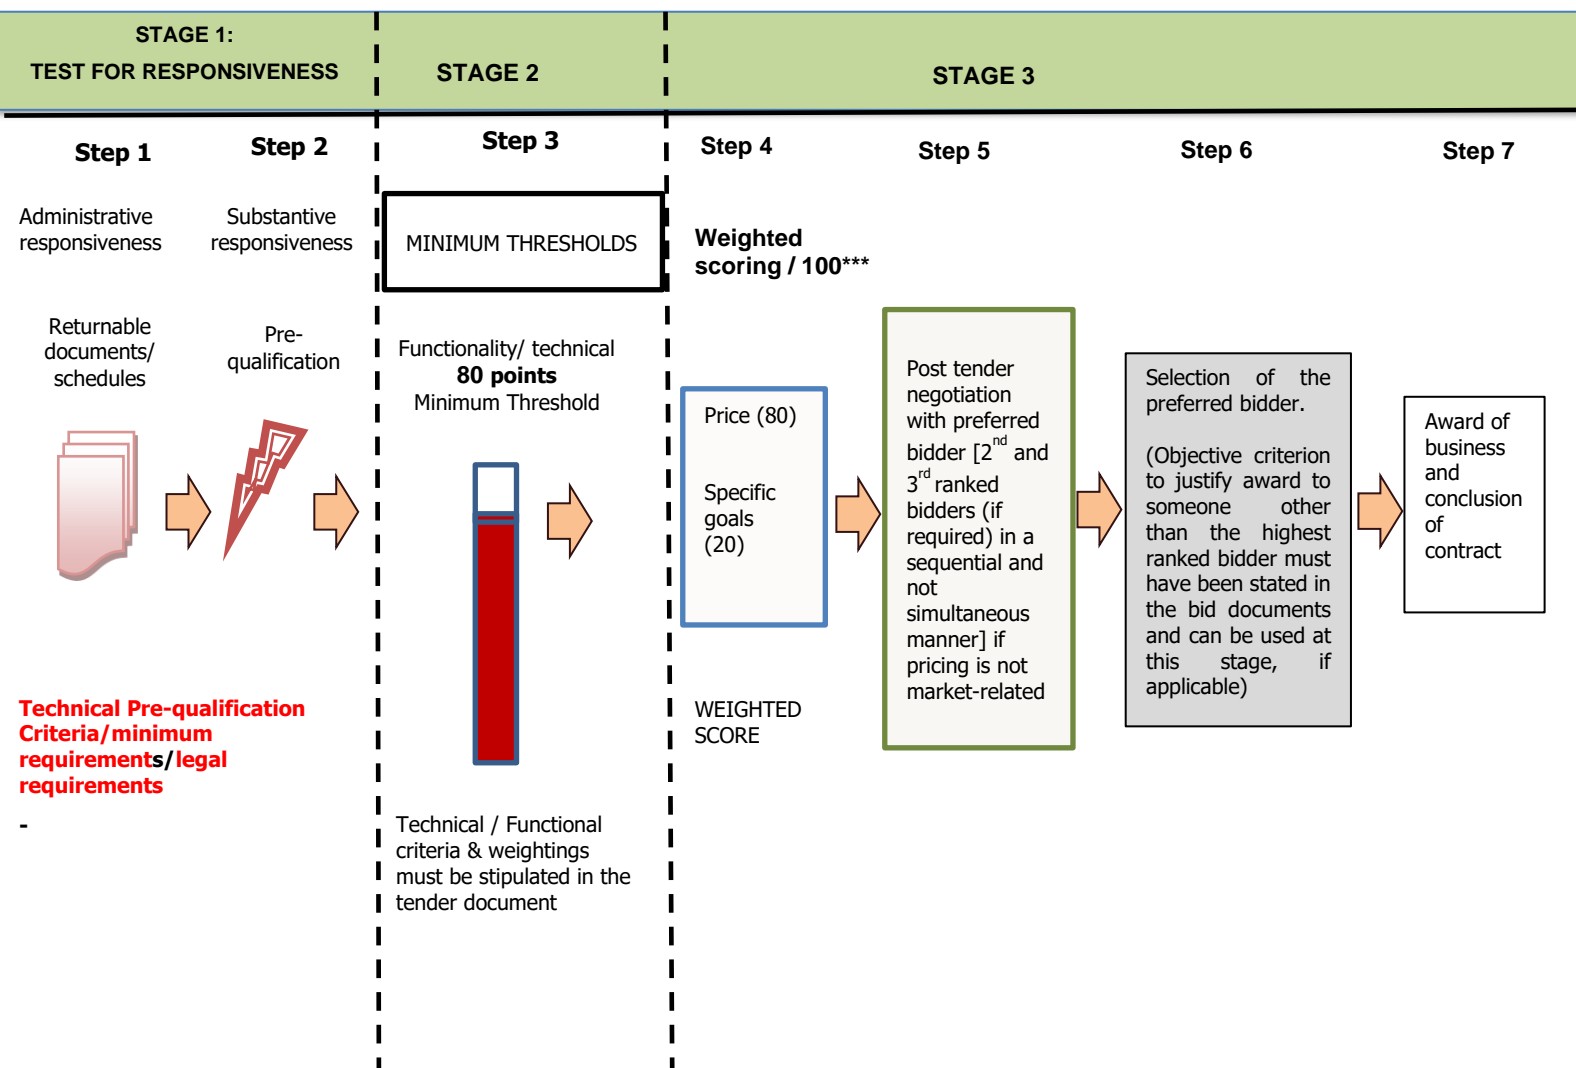 STAGE 1:
TEST FOR RESPONSIVENESS
STAGE 2
STAGE 3
Step 1
Step 2
Step 3
Step 4
Step 5
Step 6
Step 7
Administrative
responsiveness
Substantive
responsiveness
MINIMUM THRESHOLDS
Weighted
scoring / 100***
Returnable
documents/
schedules
Pre-
qualification
Functionality/ technical
80 points
Minimum Threshold
Price (80)
Specific
goals
(20)
Post tender
negotiation
with preferred
bidder [2nd and
3rd ranked
bidders (if
required) in a
sequential and
not
simultaneous
manner] if
pricing is not
market-related
Selection of the
preferred bidder.
(Objective criterion
to justify award to
someone other
than the highest
ranked bidder must
have been stated in
the bid documents
and can be used at
this stage, if
applicable)
Award of
business
and
conclusion
of
contract
Technical Pre-qualification
Criteria/minimum
requirements/legal
requirements
-
WEIGHTED
SCORE
Technical / Functional
criteria & weightings
must be stipulated in the
tender document